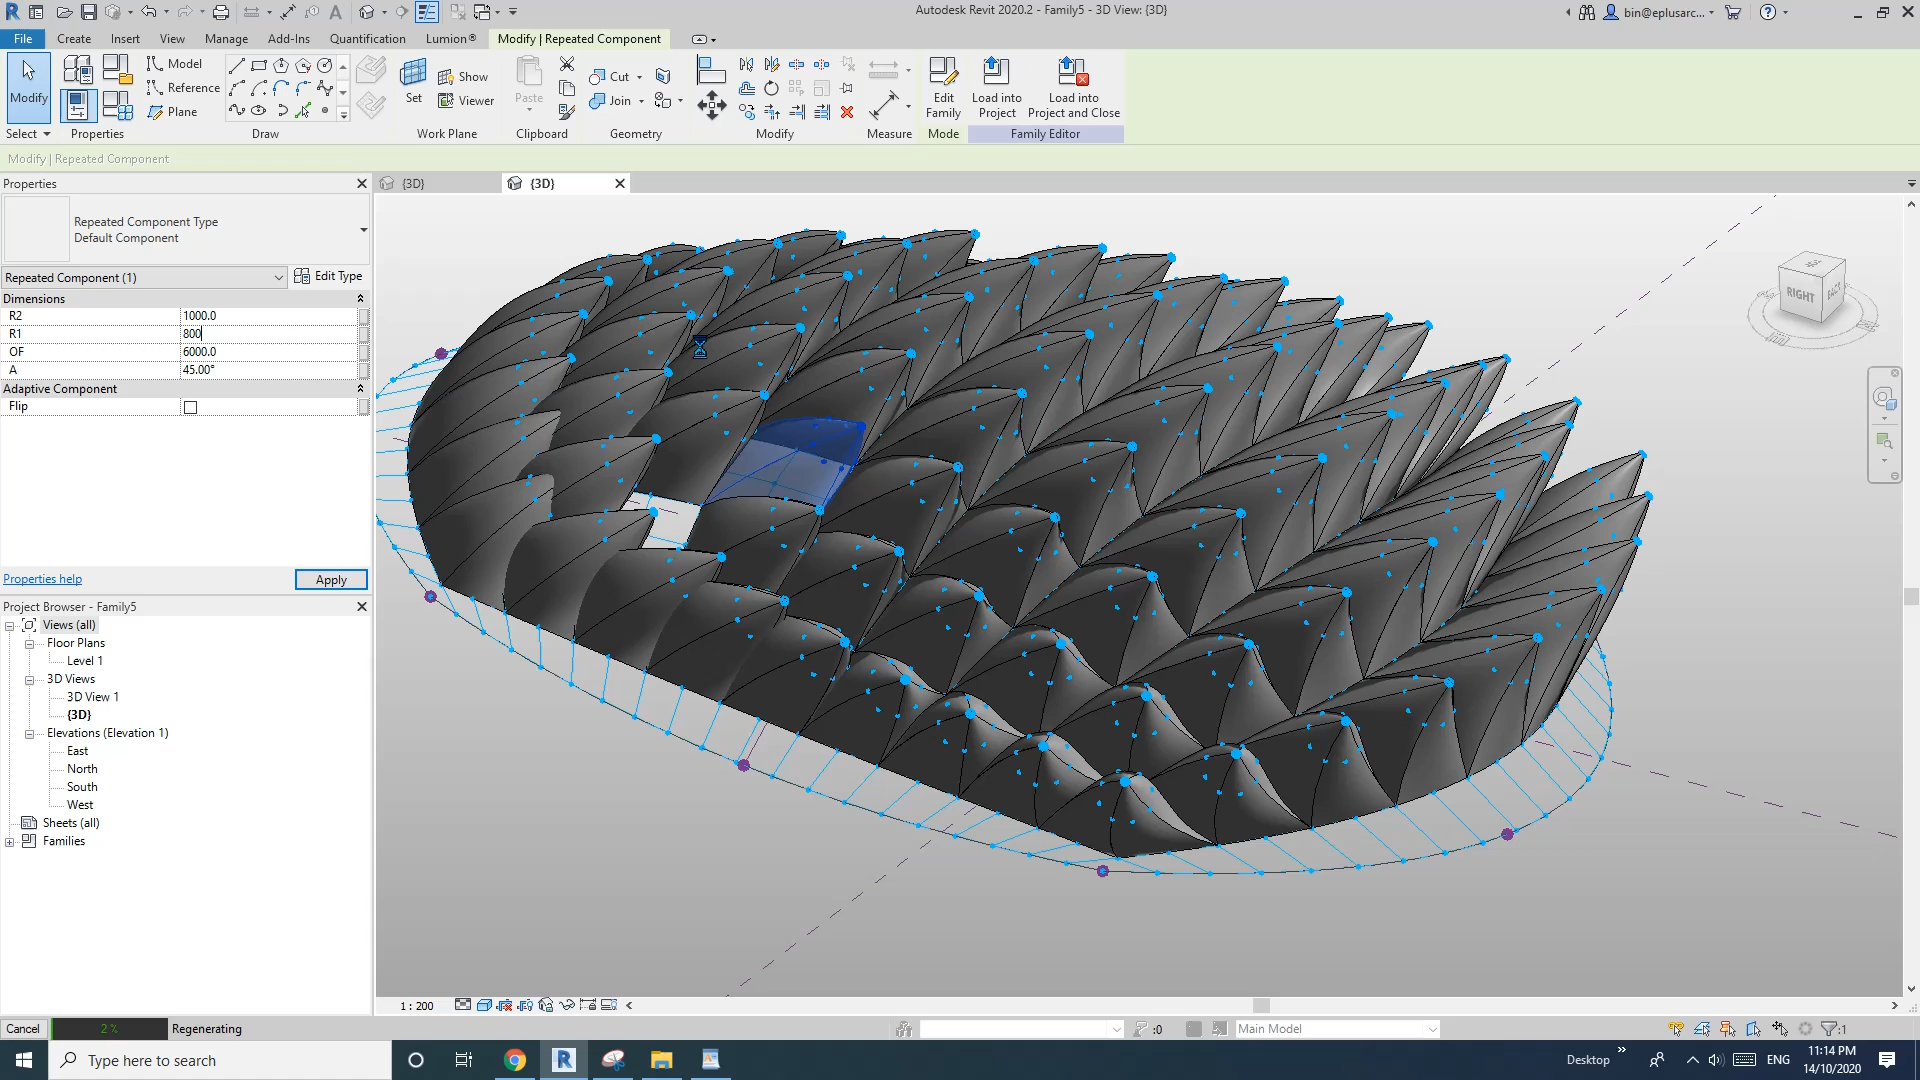 Autodesk Revit 2020.2 - Family5 - 3D View: {3D}
bin@eplusarc...
File Create Insert View Manage Add-Ins Quantification Lumion® Modify | Repeated Component
Modify
Select
Properties
Model
Reference
Plane
Draw
Set
Show
Viewer
Work Plane
Paste
Clipboard
Cut
Join
Geometry
Modify
Measure
Edit
Family
Mode
Load into
Project
Load into
Project and Close
Family Editor
Modify | Repeated Component
Properties
{3D}
{3D}
Repeated Component Type
Default Component
Repeated Component (1)
Edit Type
Dimensions
R2 1000.0
R1 800
OF 6000.0
A 45.00°
Adaptive Component
Flip
Properties help
Apply
Project Browser - Family5
Views (all)
Floor Plans
Level 1
3D Views
3D View 1
{3D}
Elevations (Elevation 1)
East
North
South
West
Sheets (all)
Families
RIGHT
BACK
1 : 200
Cancel
2 %
Regenerating
:0
Main Model
:1
Type here to search
Desktop
ENG
11:14 PM
14/10/2020